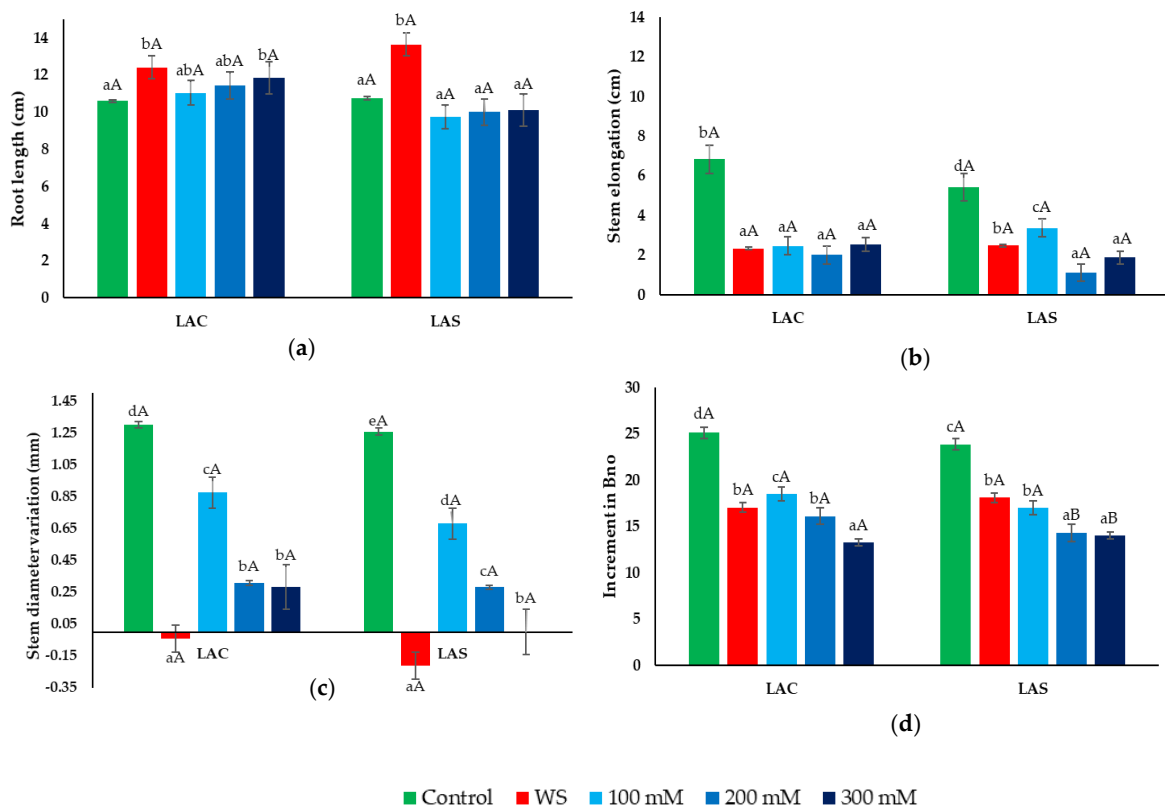 Root length (cm)
14
12
10
8
6
4
2
0
aA
bA
abA
abA
bA
aA
bA
aA
aA
aA
LAC
LAS
(a)
Stem elongation (cm)
14
12
10
8
6
4
2
0
bA
aA
aA
aA
aA
dA
bA
cA
aA
aA
LAC
LAS
(b)
Stem diameter variation (mm)
1.45
1.25
1.05
0.85
0.65
0.45
0.25
0.05
-0.15
-0.35
dA
aA
cA
bA
bA
eA
aA
dA
cA
bA
LAC
LAS
(c)
Increment in Bno
30
25
20
15
10
5
0
dA
bA
cA
bA
aA
cA
bA
bA
aB
aB
LAC
LAS
(d)
Control WS 100 mM 200 mM 300 mM